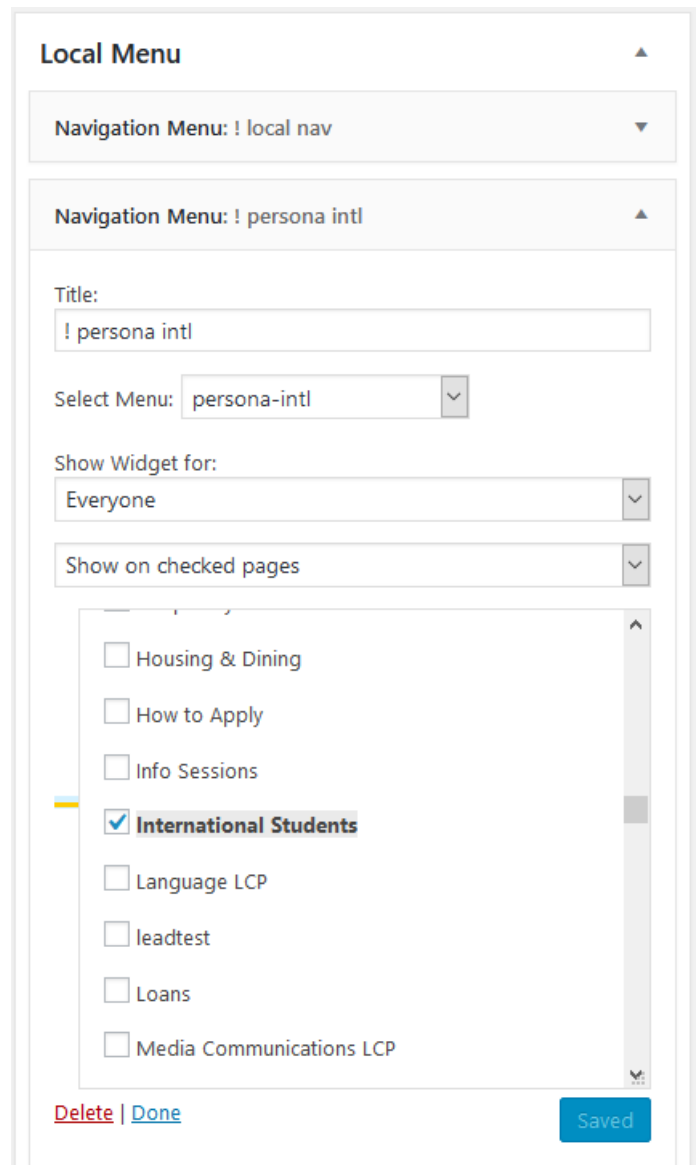 Local Menu
Navigation Menu: ! local nav
Navigation Menu: ! persona intl
Title:
! persona intl
Select Menu: persona-intl
Show Widget for:
Everyone
Show on checked pages
Housing & Dining
How to Apply
Info Sessions
International Students
Language LCP
leadtest
Loans
Media Communications LCP
Delete | Done
Saved